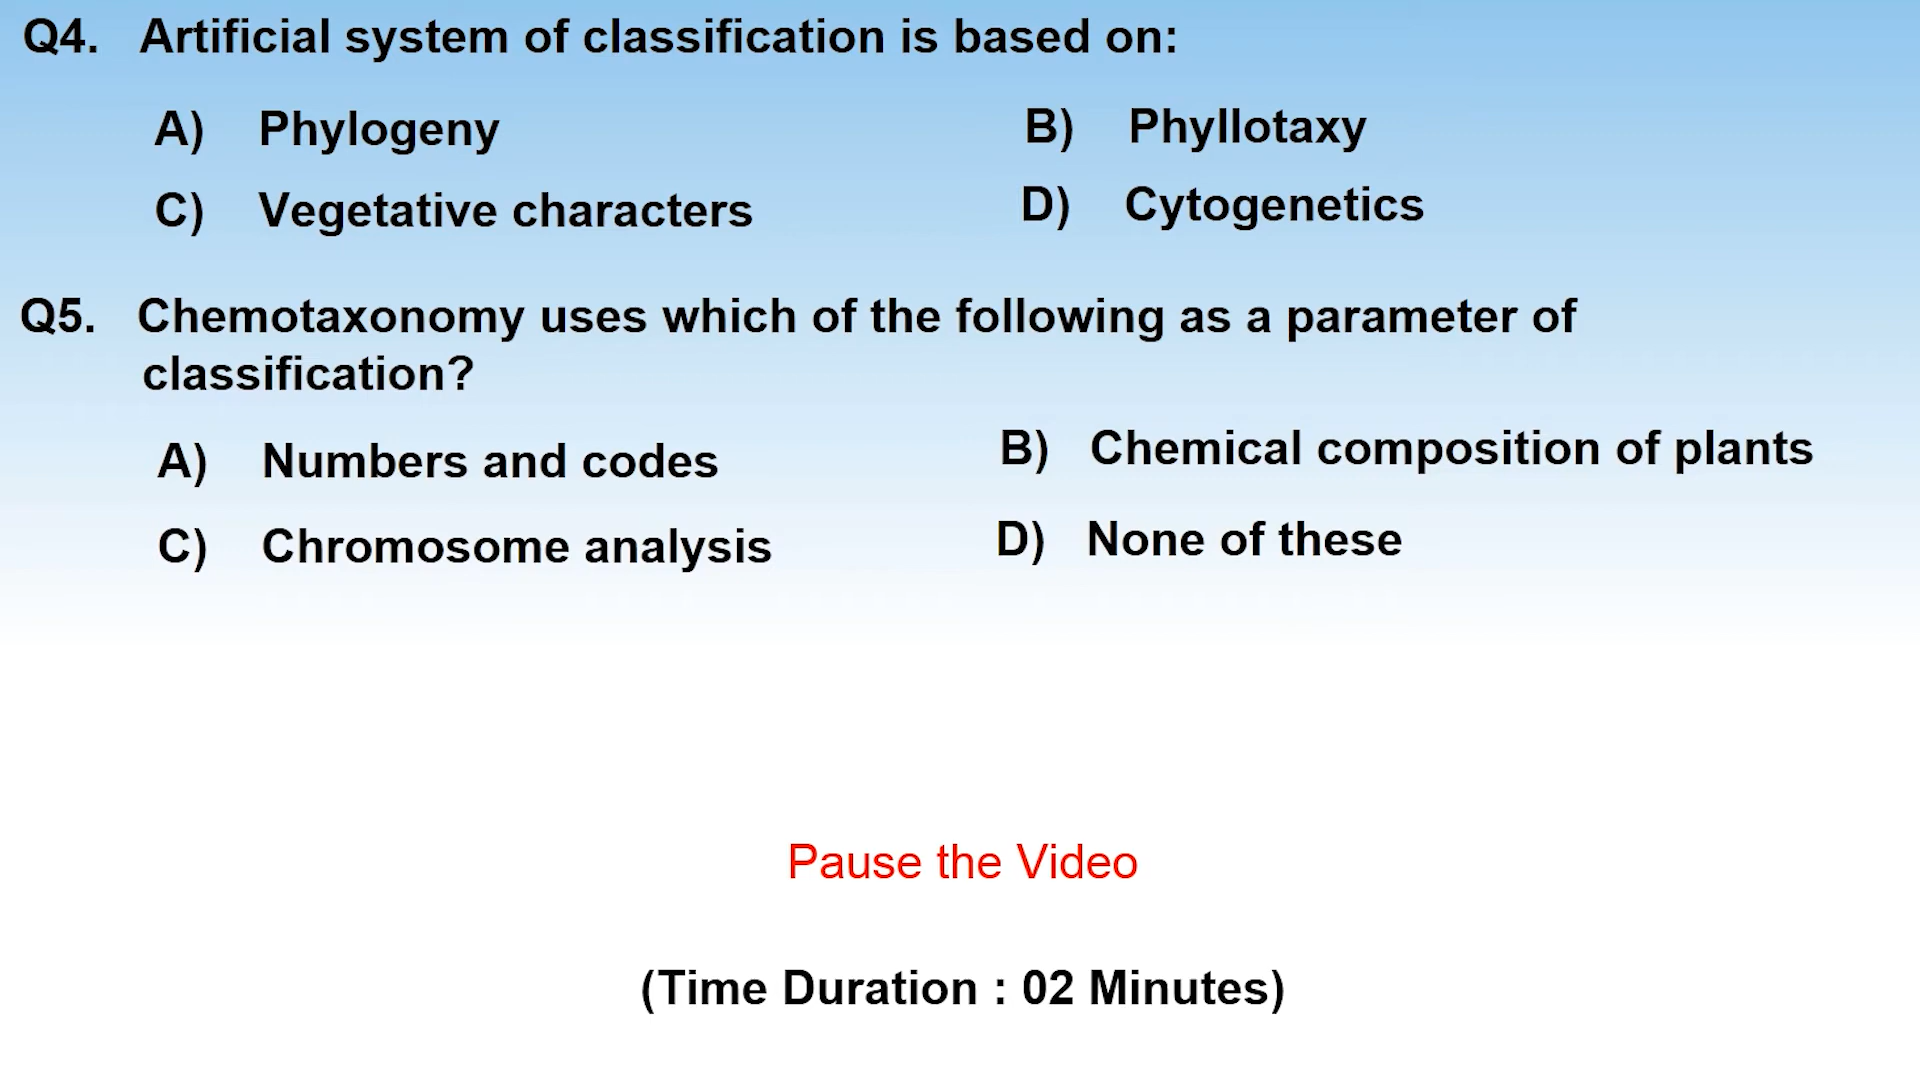 Q4. Artificial system of classification is based on:
A) Phylogeny B) Phyllotaxy
C) Vegetative characters D) Cytogenetics
Q5. Chemotaxonomy uses which of the following as a parameter of
classification?
A) Numbers and codes B) Chemical composition of plants
C) Chromosome analysis D) None of these
Pause the Video
(Time Duration : 02 Minutes)